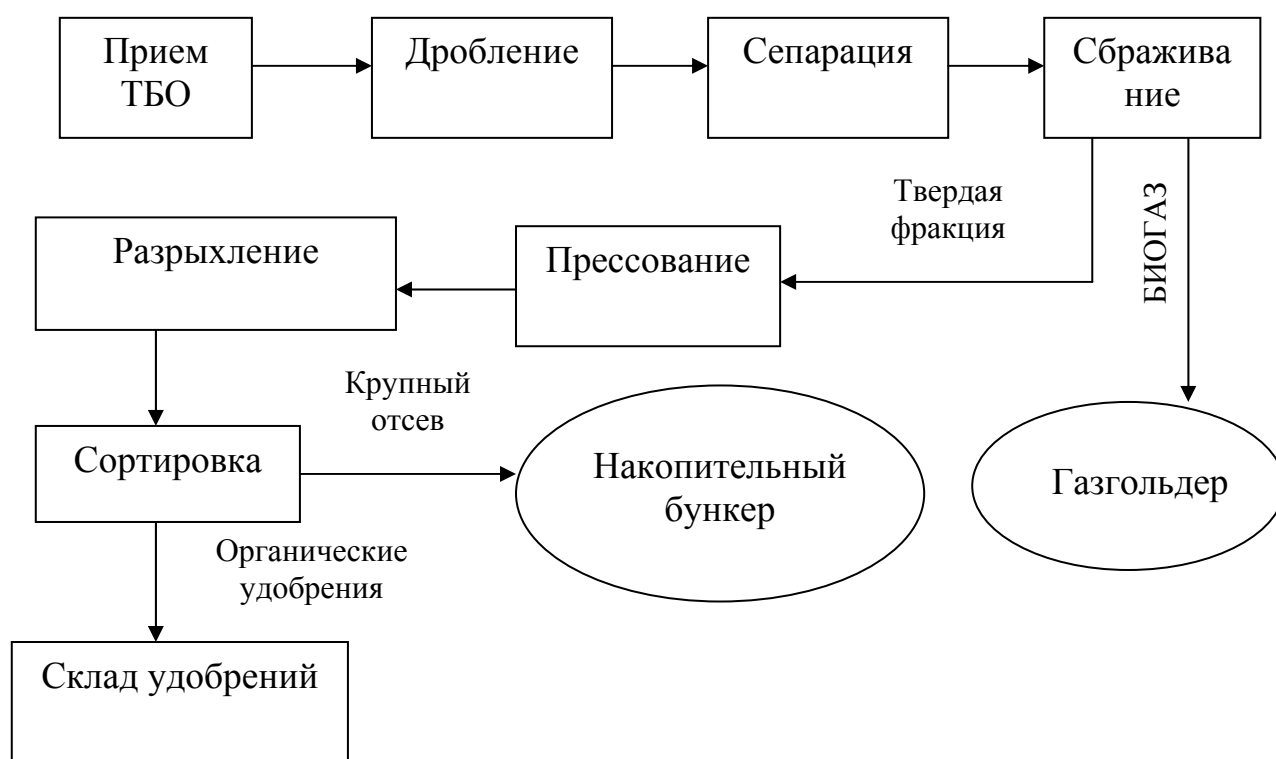 Прием
ТБО
Дробление
Сепарация
Сбражива
ние
Твердая
фракция
БИОГАЗ
Разрыхление
Прессование
Крупный
отсев
Сортировка
Накопительный
бункер
Газгольдер
Органические
удобрения
Склад удобрений